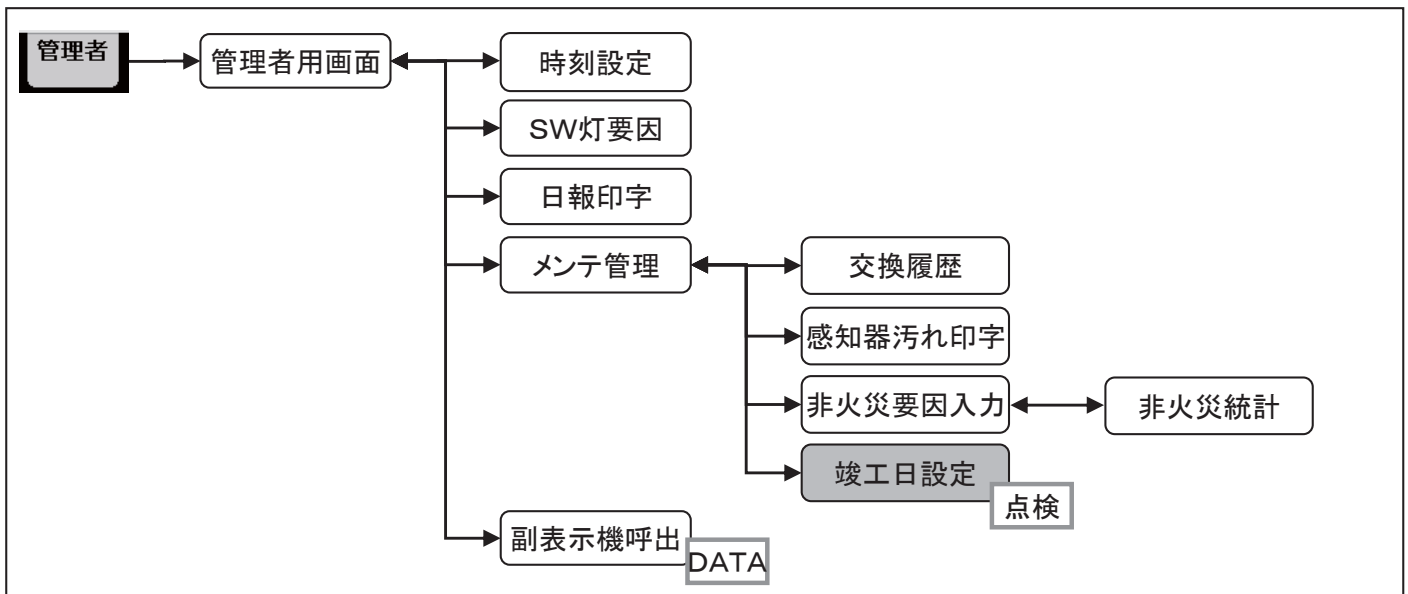 管理者
管理者用画面
時刻設定
SW灯要因
日報印字
メンテ管理
交換履歴
感知器汚れ印字
非火災要因入力
非火災統計
竣工日設定
点検
副表示機呼出
DATA